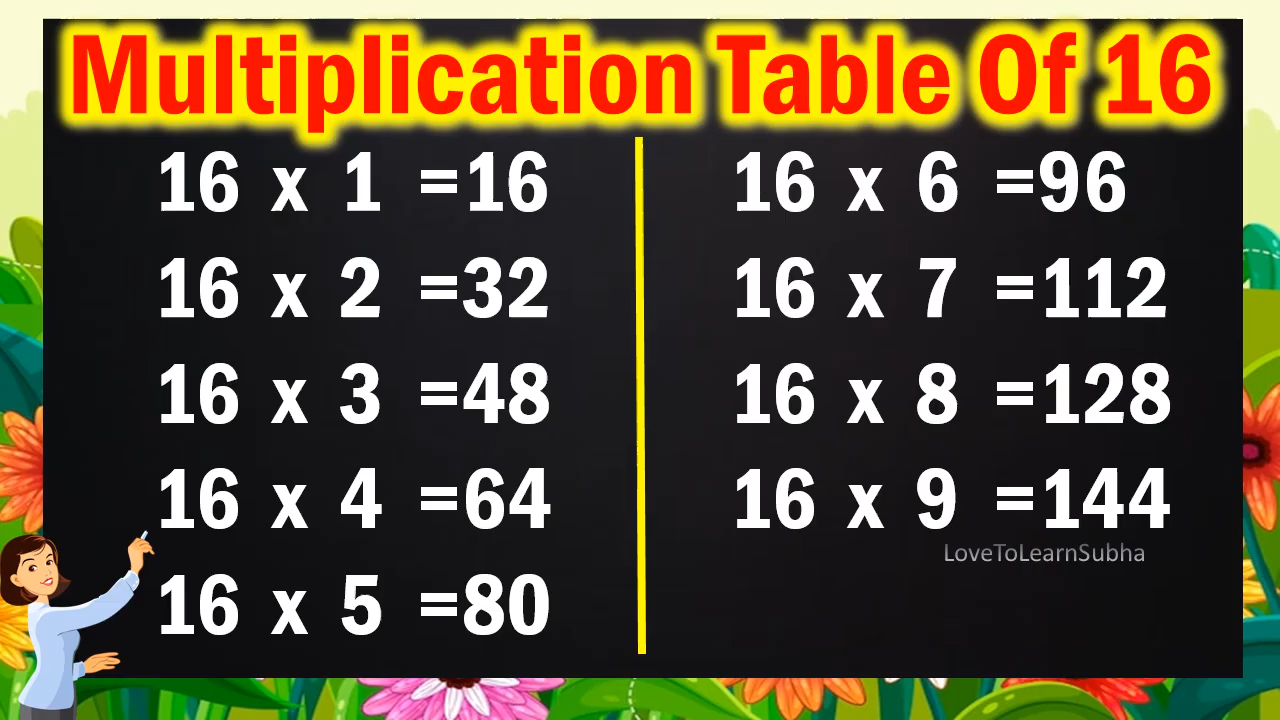 Multiplication Table Of 16
16 x 1 =16
16 x 2 =32
16 x 3 =48
16 x 4 =64
16 x 5 =80
16 x 6 =96
16 x 7 =112
16 x 8 =128
16 x 9 =144
LoveToLearnSubha